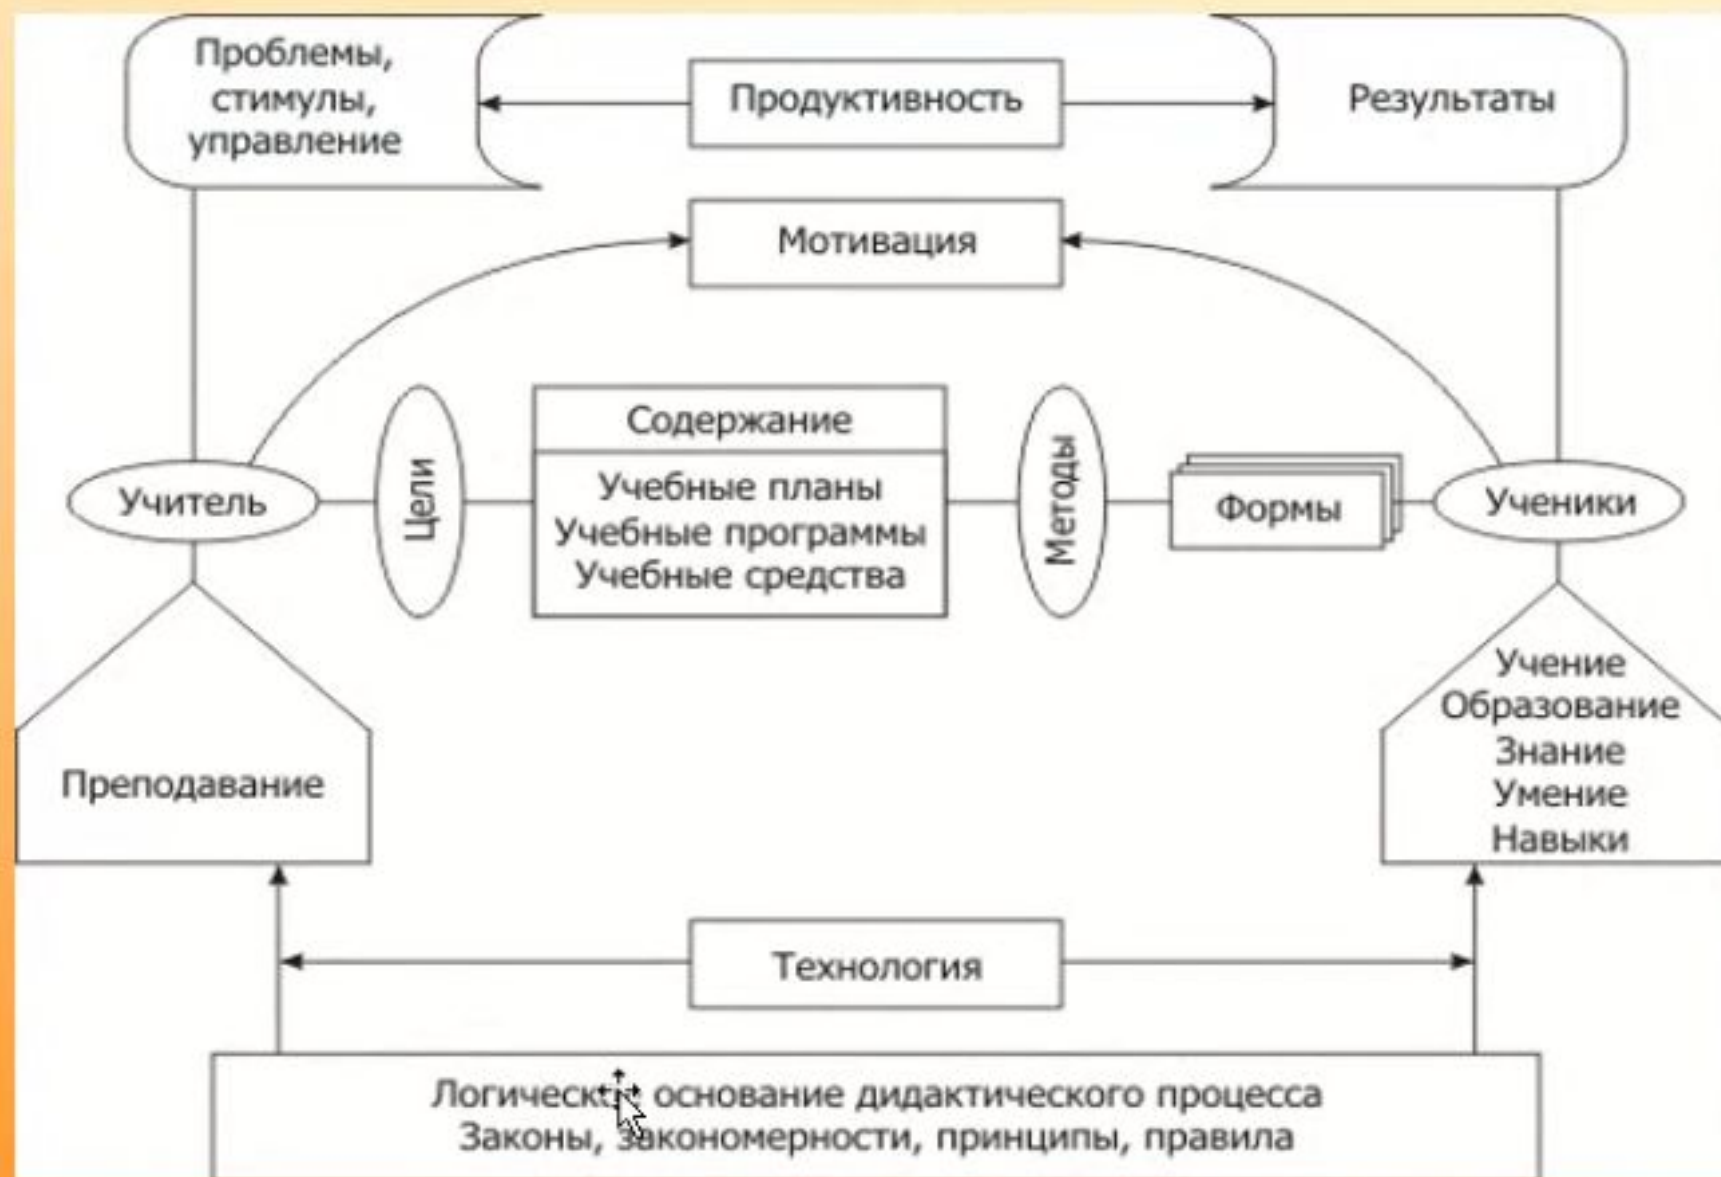 Проблемы,
стимулы,
управление
Продуктивность
Результаты
Мотивация
Учитель
Цели
Содержание
Учебные планы
Учебные программы
Учебные средства
Методы
Формы
Ученики
Преподавание
Учение
Образование
Знание
Умение
Навыки
Технология
основание дидактического процесса
Законы, закономерности, принципы, правила